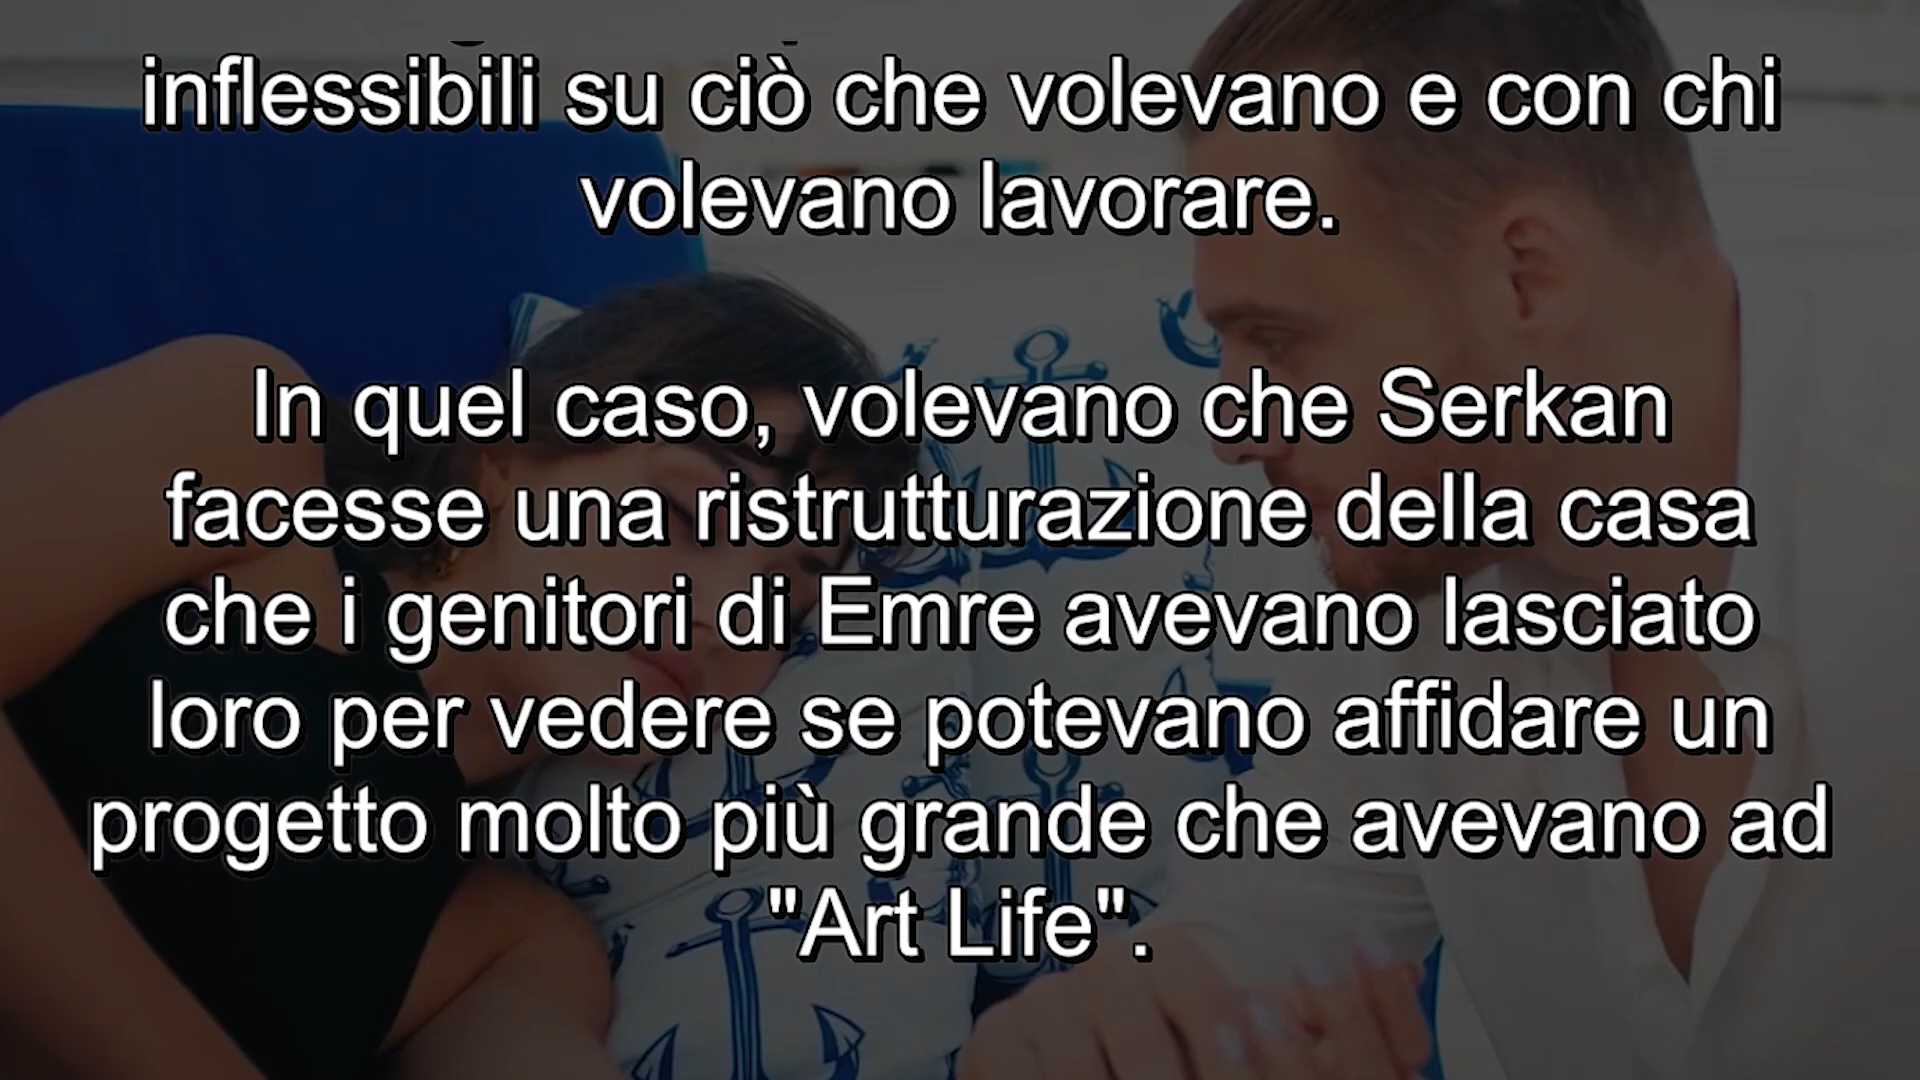 inflessibili su ciò che volevano e con chi
volevano lavorare.
In quel caso, volevano che Serkan
facesse una ristrutturazione della casa
che i genitori di Emre avevano lasciato
loro per vedere se potevano affidare un
progetto molto più grande che avevano ad
"Art Life".